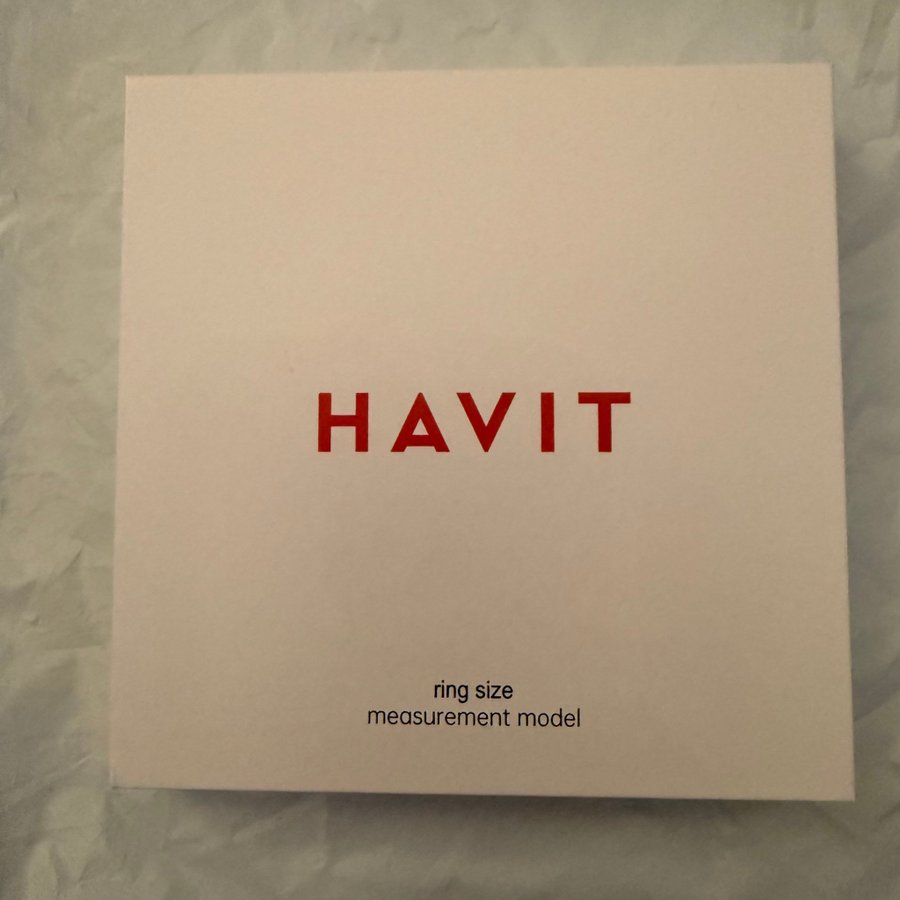 HAVIT
ring size
measurement model